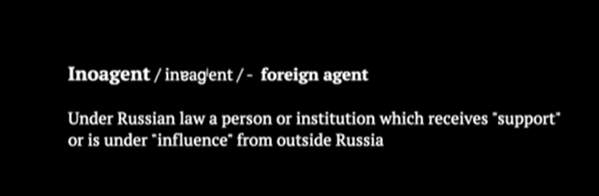 Inoagent / inɐaɡʲent / - foreign agent
Under Russian law a person or institution which receives "support"
or is under "influence" from outside Russia